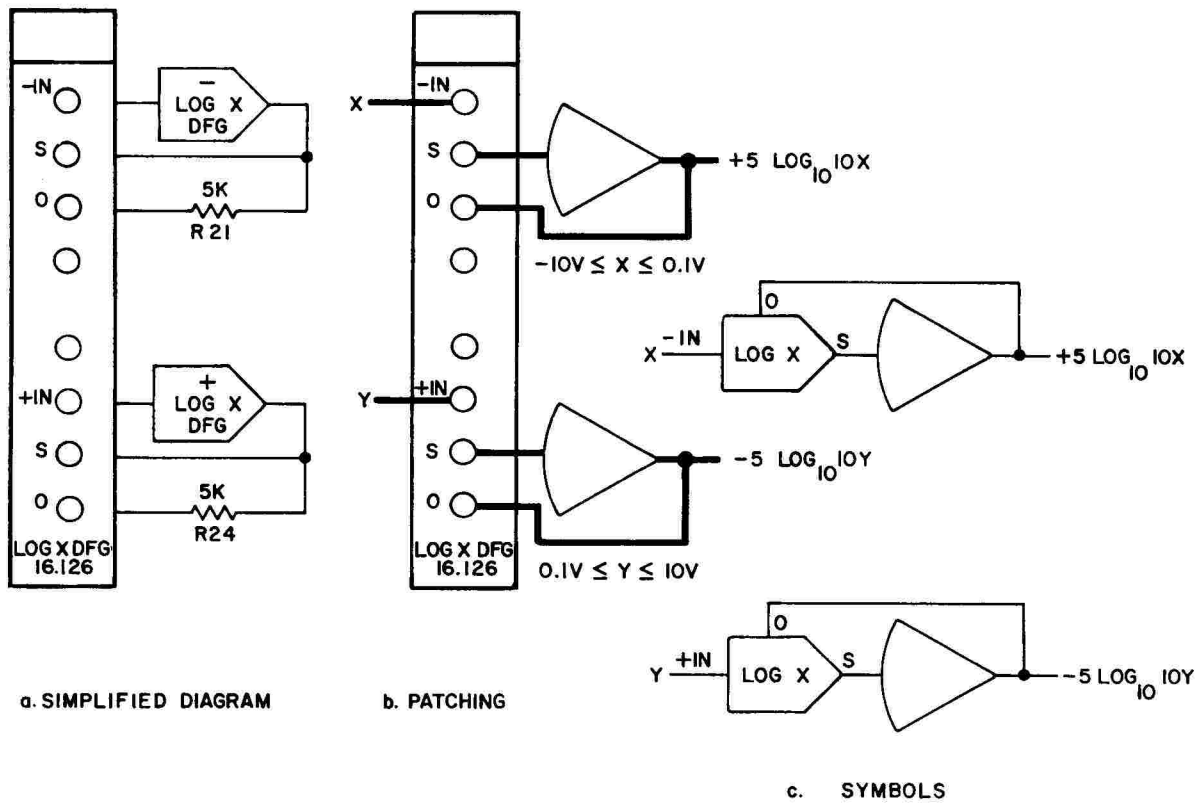 -IN
S
O
-
LOG X
DFG
5K
R21
+IN
S
O
+
LOG X
DFG
5K
R24
LOG X DFG
16.126
X
-IN
S
O
+5 LOG10 10X
-10V ≤ X ≤ 0.1V
Y
+IN
S
O
-5 LOG10 10Y
0.1V ≤ Y ≤ 10V
LOG X DFG
16.126
O
X -IN
LOG X
S
+5 LOG10 10X
O
Y +IN
LOG X
S
-5 LOG10 10Y
a. SIMPLIFIED DIAGRAM
b. PATCHING
c. SYMBOLS